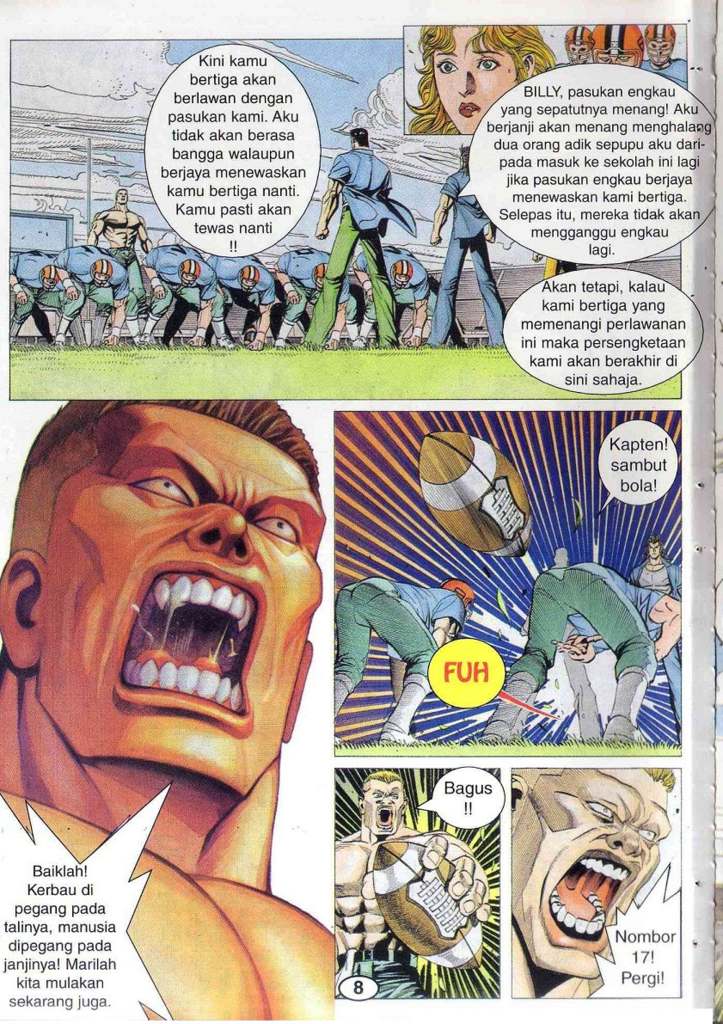 Kini kamu
bertiga akan
berlawan dengan
pasukan kami. Aku
tidak akan berasa
bangga walaupun
berjaya menewaskan
kamu bertiga nanti.
Kamu pasti akan
tewas nanti
!!
BILLY, pasukan engkau
yang sepatutnya menang! Aku
berjanji akan menang menghalang
dua orang adik sepupu aku dari-
pada masuk ke sekolah ini lagi
jika pasukan engkau berjaya
menewaskan kami bertiga.
Selepas itu, mereka tidak akan
mengganggu engkau
lagi.
Akan tetapi, kalau
kami bertiga yang
memenangi perlawanan
ini maka persengketaan
kami akan berakhir di
sini sahaja.
Baiklah!
Kerbau di
pegang pada
talinya, manusia
dipegang pada
janjinya! Marilah
kita mulakan
sekarang juga.
Kapten!
sambut
bola!
FUH
Bagus
!!
Nombor
17!
Pergi!
8